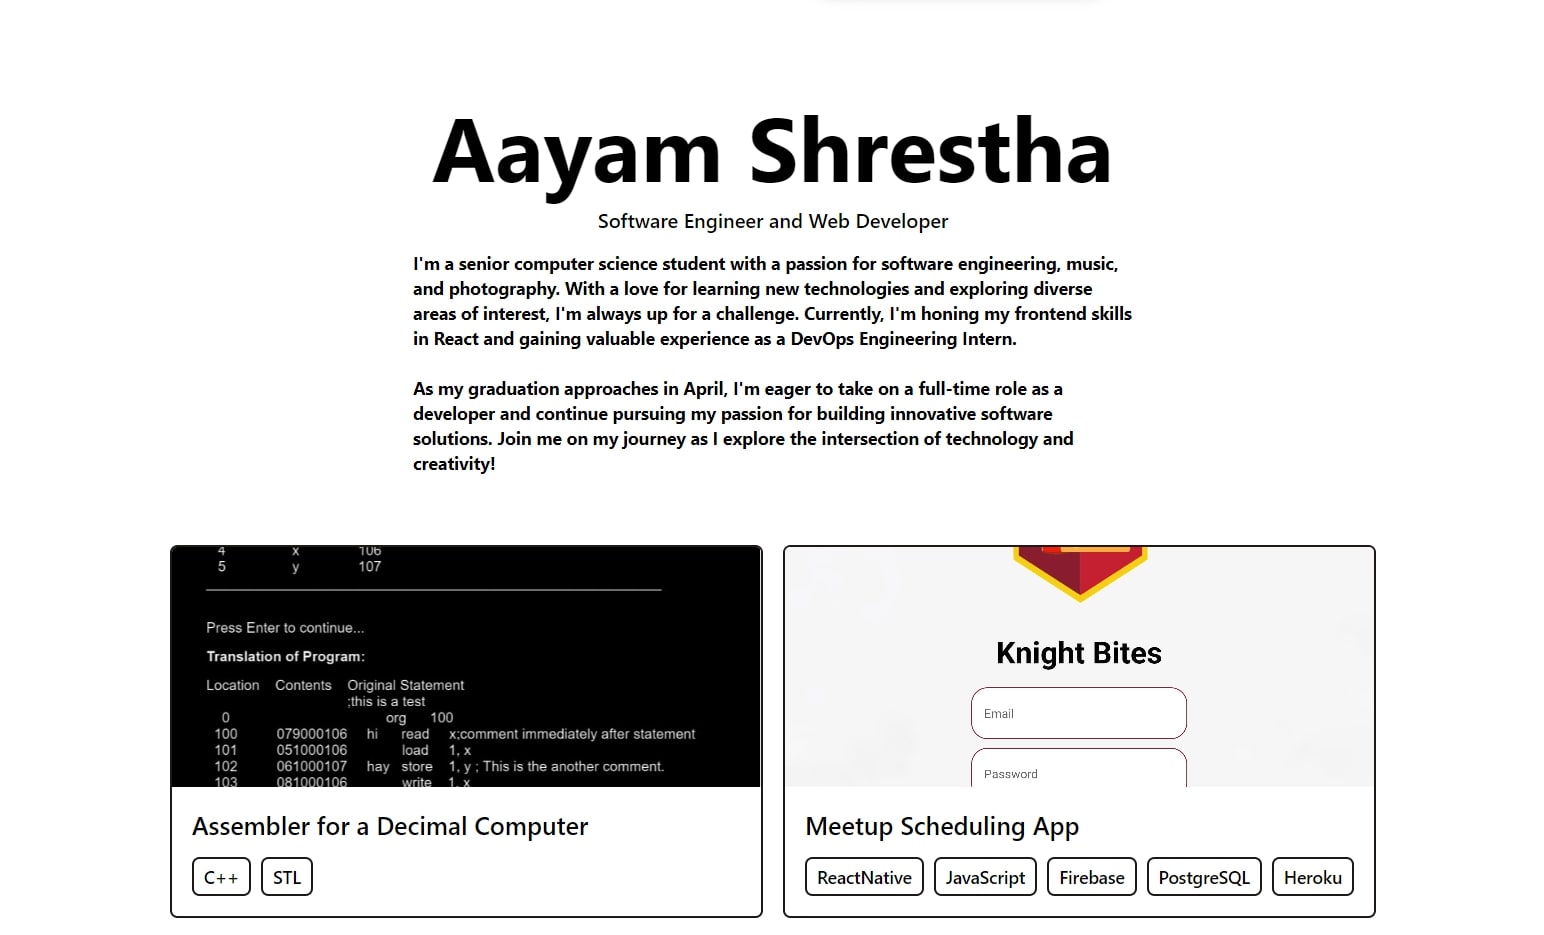 Aayam Shrestha
Software Engineer and Web Developer
I'm a senior computer science student with a passion for software engineering, music,
and photography. With a love for learning new technologies and exploring diverse
areas of interest, I'm always up for a challenge. Currently, I'm honing my frontend skills
in React and gaining valuable experience as a DevOps Engineering Intern.
As my graduation approaches in April, I'm eager to take on a full-time role as a
developer and continue pursuing my passion for building innovative software
solutions. Join me on my journey as I explore the intersection of technology and
creativity!
4 x 106
5 y 107
Press Enter to continue...
Translation of Program:
Location Contents Original Statement
;this is a test
0 org 100
100 079000106 hi read x;comment immediately after statement
101 051000106 load 1, x
102 061000107 hay store 1, y ; This is the another comment.
103 081000106 write 1, x
Assembler for a Decimal Computer
C++ STL
Knight Bites
Email
Password
Meetup Scheduling App
ReactNative JavaScript Firebase PostgreSQL Heroku